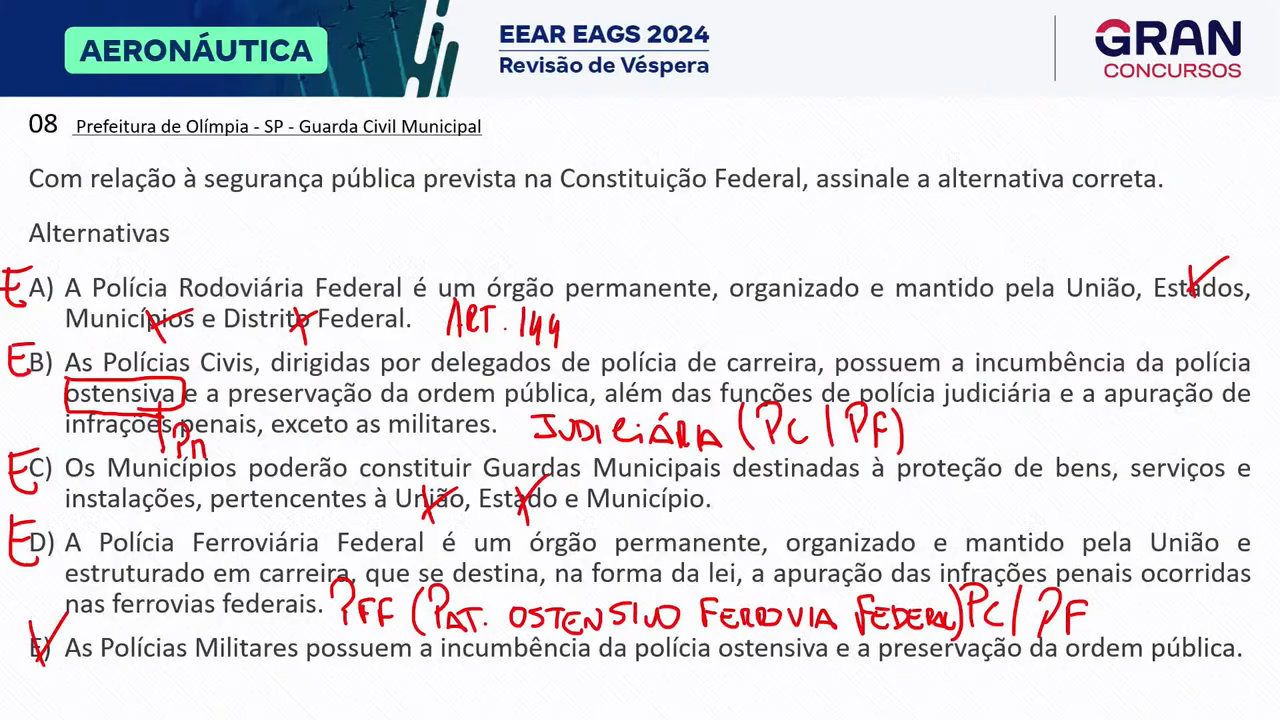 AERONÁUTICA
EEAR EAGS 2024
Revisão de Véspera
GRAN
CONCURSOS
08 Prefeitura de Olímpia - SP - Guarda Civil Municipal
Com relação à segurança pública prevista na Constituição Federal, assinale a alternativa correta.
Alternativas
E A) A Polícia Rodoviária Federal é um órgão permanente, organizado e mantido pela União, Estados,
Municípios e Distrito Federal. ART. 144
E B) As Polícias Civis, dirigidas por delegados de polícia de carreira, possuem a incumbência da polícia
ostensiva e a preservação da ordem pública, além das funções de polícia judiciária e a apuração de
infrações penais, exceto as militares. JUDICIÁRIA (PC / PF)
Pm
E C) Os Municípios poderão constituir Guardas Municipais destinadas à proteção de bens, serviços e
instalações, pertencentes à União, Estado e Município.
E D) A Polícia Ferroviária Federal é um órgão permanente, organizado e mantido pela União e
estruturado em carreira, que se destina, na forma da lei, a apuração das infrações penais ocorridas
nas ferrovias federais. PFF (PAT. OSTENSIVO FERROVIA FEDERAL) PC / PF
E) As Polícias Militares possuem a incumbência da polícia ostensiva e a preservação da ordem pública.